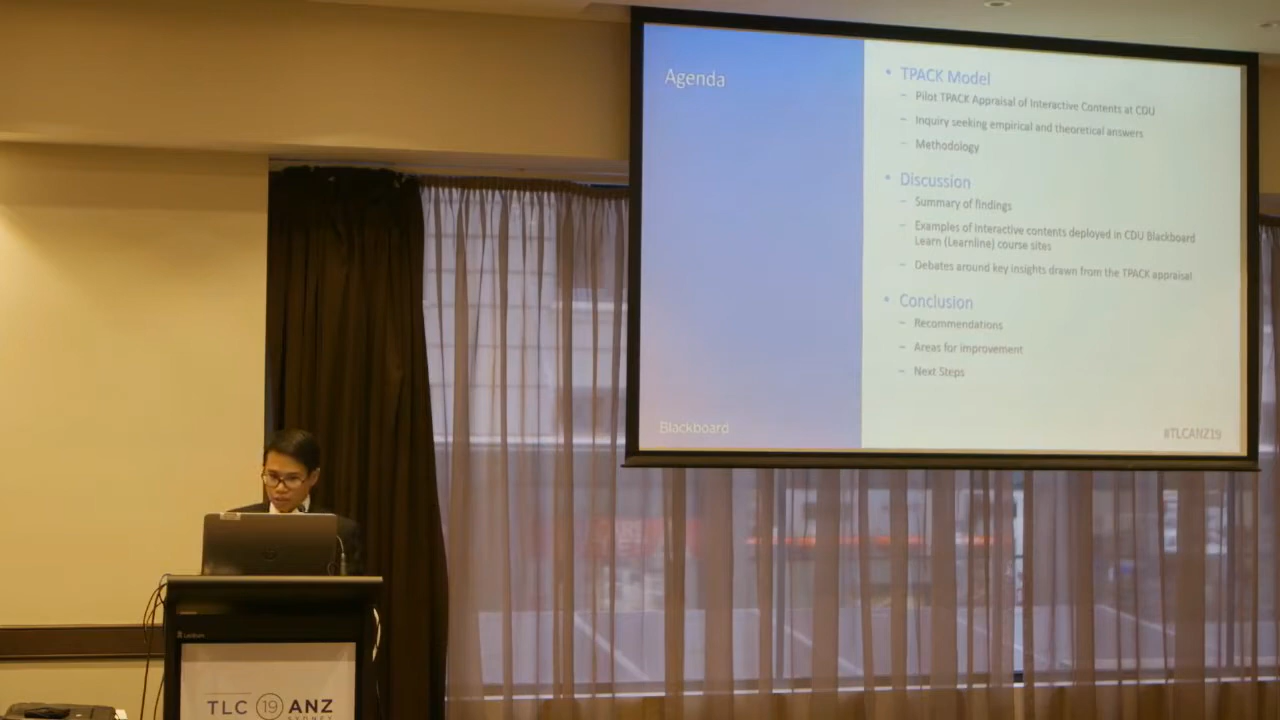 Agenda
• TPACK Model
– Pilot TPACK Appraisal of Interactive Contents at CDU
– Inquiry seeking empirical and theoretical answers
– Methodology
• Discussion
– Summary of findings
– Examples of interactive contents deployed in CDU Blackboard
Learn (Learnline) course sites
– Debates around key insights drawn from the TPACK appraisal
• Conclusion
– Recommendations
– Areas for improvement
– Next Steps
Blackboard
#TLCANZ19
Lectrum
TLC 19 ANZ
SYDNEY